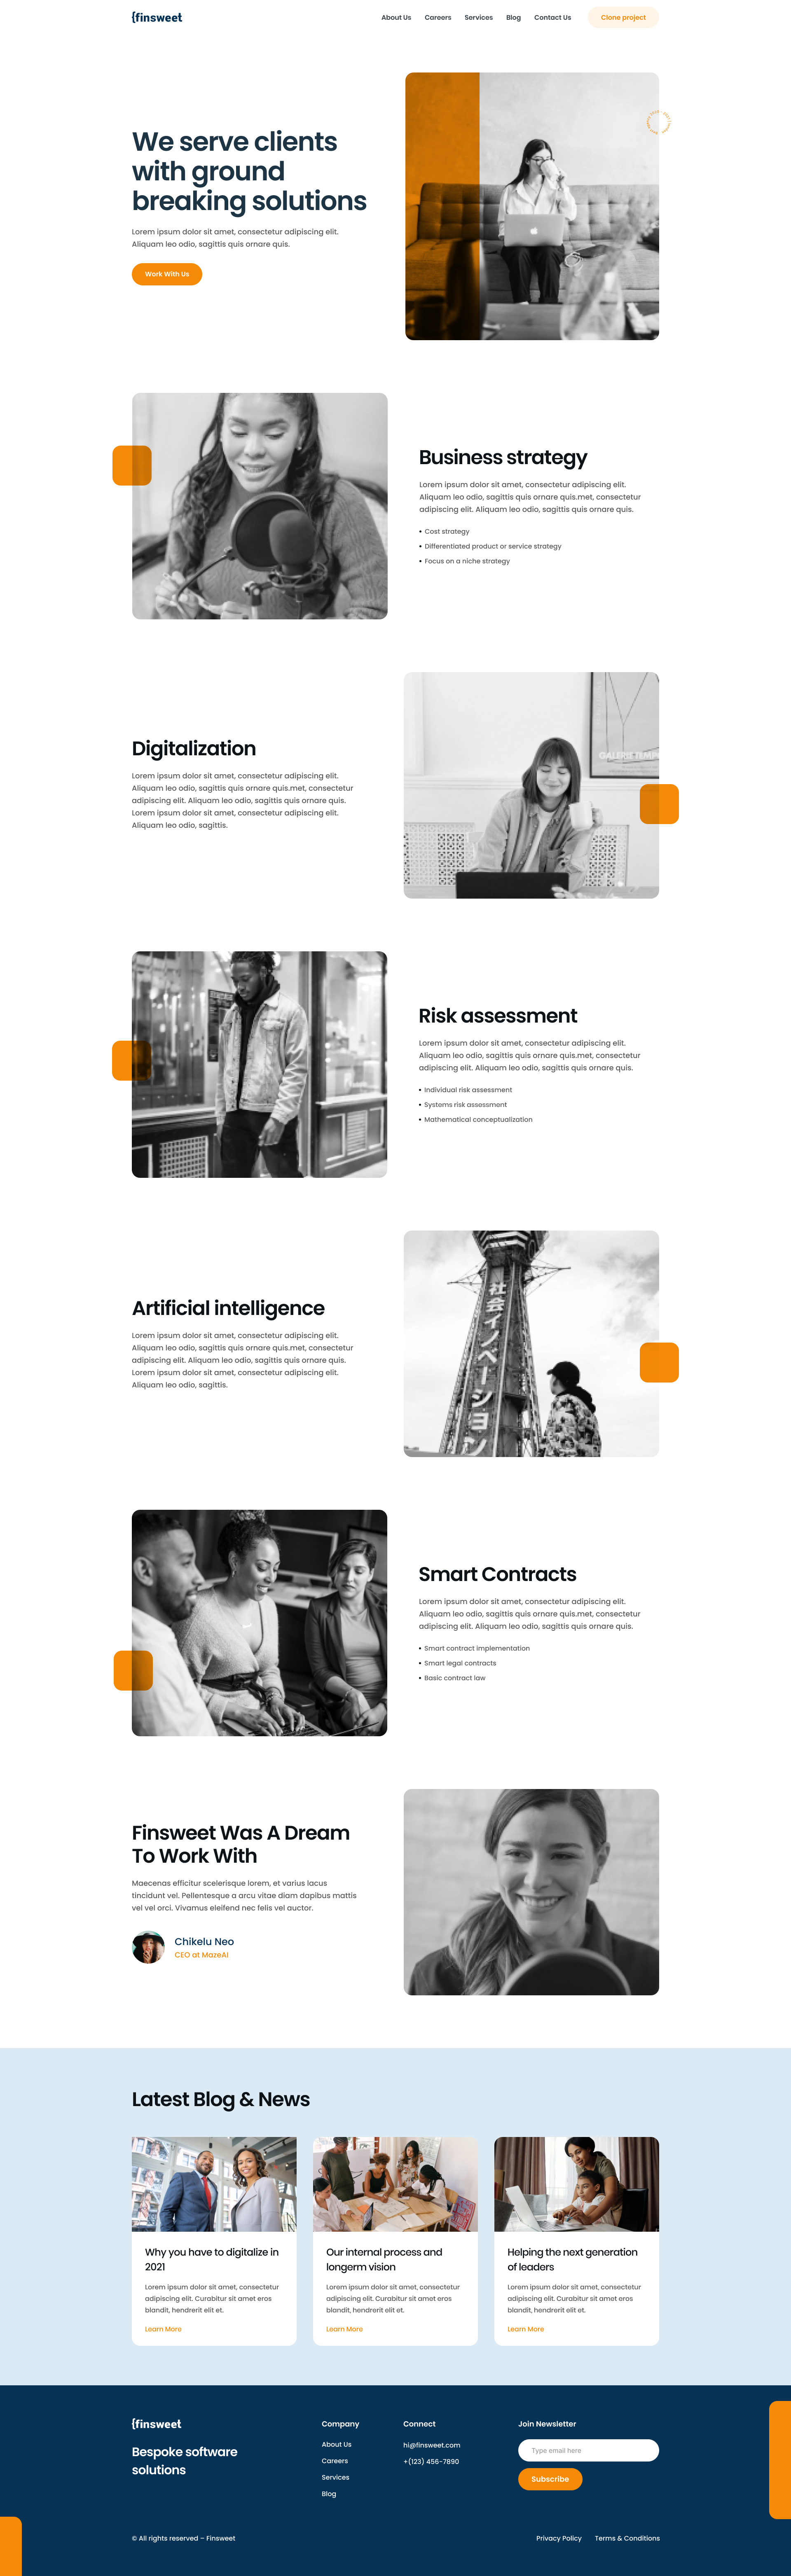 {finsweet
About Us Careers Services Blog Contact Us Clone project
We serve clients
with ground
breaking solutions
Lorem ipsum dolor sit amet, consectetur adipiscing elit.
Aliquam leo odio, sagittis quis ornare quis.
Work With Us
Business strategy
Lorem ipsum dolor sit amet, consectetur adipiscing elit.
Aliquam leo odio, sagittis quis ornare quis.met, consectetur
adipiscing elit. Aliquam leo odio, sagittis quis ornare quis.
• Cost strategy
• Differentiated product or service strategy
• Focus on a niche strategy
GALERIE TEMPO
Digitalization
Lorem ipsum dolor sit amet, consectetur adipiscing elit.
Aliquam leo odio, sagittis quis ornare quis.met, consectetur
adipiscing elit. Aliquam leo odio, sagittis quis ornare quis.
Lorem ipsum dolor sit amet, consectetur adipiscing elit.
Aliquam leo odio, sagittis.
Risk assessment
Lorem ipsum dolor sit amet, consectetur adipiscing elit.
Aliquam leo odio, sagittis quis ornare quis.met, consectetur
adipiscing elit. Aliquam leo odio, sagittis quis ornare quis.
• Individual risk assessment
• Systems risk assessment
• Mathematical conceptualization
社会イノベーション
Artificial intelligence
Lorem ipsum dolor sit amet, consectetur adipiscing elit.
Aliquam leo odio, sagittis quis ornare quis.met, consectetur
adipiscing elit. Aliquam leo odio, sagittis quis ornare quis.
Lorem ipsum dolor sit amet, consectetur adipiscing elit.
Aliquam leo odio, sagittis.
Smart Contracts
Lorem ipsum dolor sit amet, consectetur adipiscing elit.
Aliquam leo odio, sagittis quis ornare quis.met, consectetur
adipiscing elit. Aliquam leo odio, sagittis quis ornare quis.
• Smart contract implementation
• Smart legal contracts
• Basic contract law
Finsweet Was A Dream
To Work With
Maecenas efficitur scelerisque lorem, et varius lacus
tincidunt vel. Pellentesque a arcu vitae diam dapibus mattis
vel vel orci. Vivamus eleifend nec felis vel auctor.
Chikelu Neo
CEO at MazeAI
Latest Blog & News
Why you have to digitalize in
2021
Lorem ipsum dolor sit amet, consectetur
adipiscing elit. Curabitur sit amet eros
blandit, hendrerit elit et.
Learn More
Our internal process and
longerm vision
Lorem ipsum dolor sit amet, consectetur
adipiscing elit. Curabitur sit amet eros
blandit, hendrerit elit et.
Learn More
Helping the next generation
of leaders
Lorem ipsum dolor sit amet, consectetur
adipiscing elit. Curabitur sit amet eros
blandit, hendrerit elit et.
Learn More
{finsweet
Bespoke software
solutions
Company
About Us
Careers
Services
Blog
Connect
hi@finsweet.com
+(123) 456-7890
Join Newsletter
Type email here
Subscribe
© All rights reserved – Finsweet
Privacy Policy Terms & Conditions